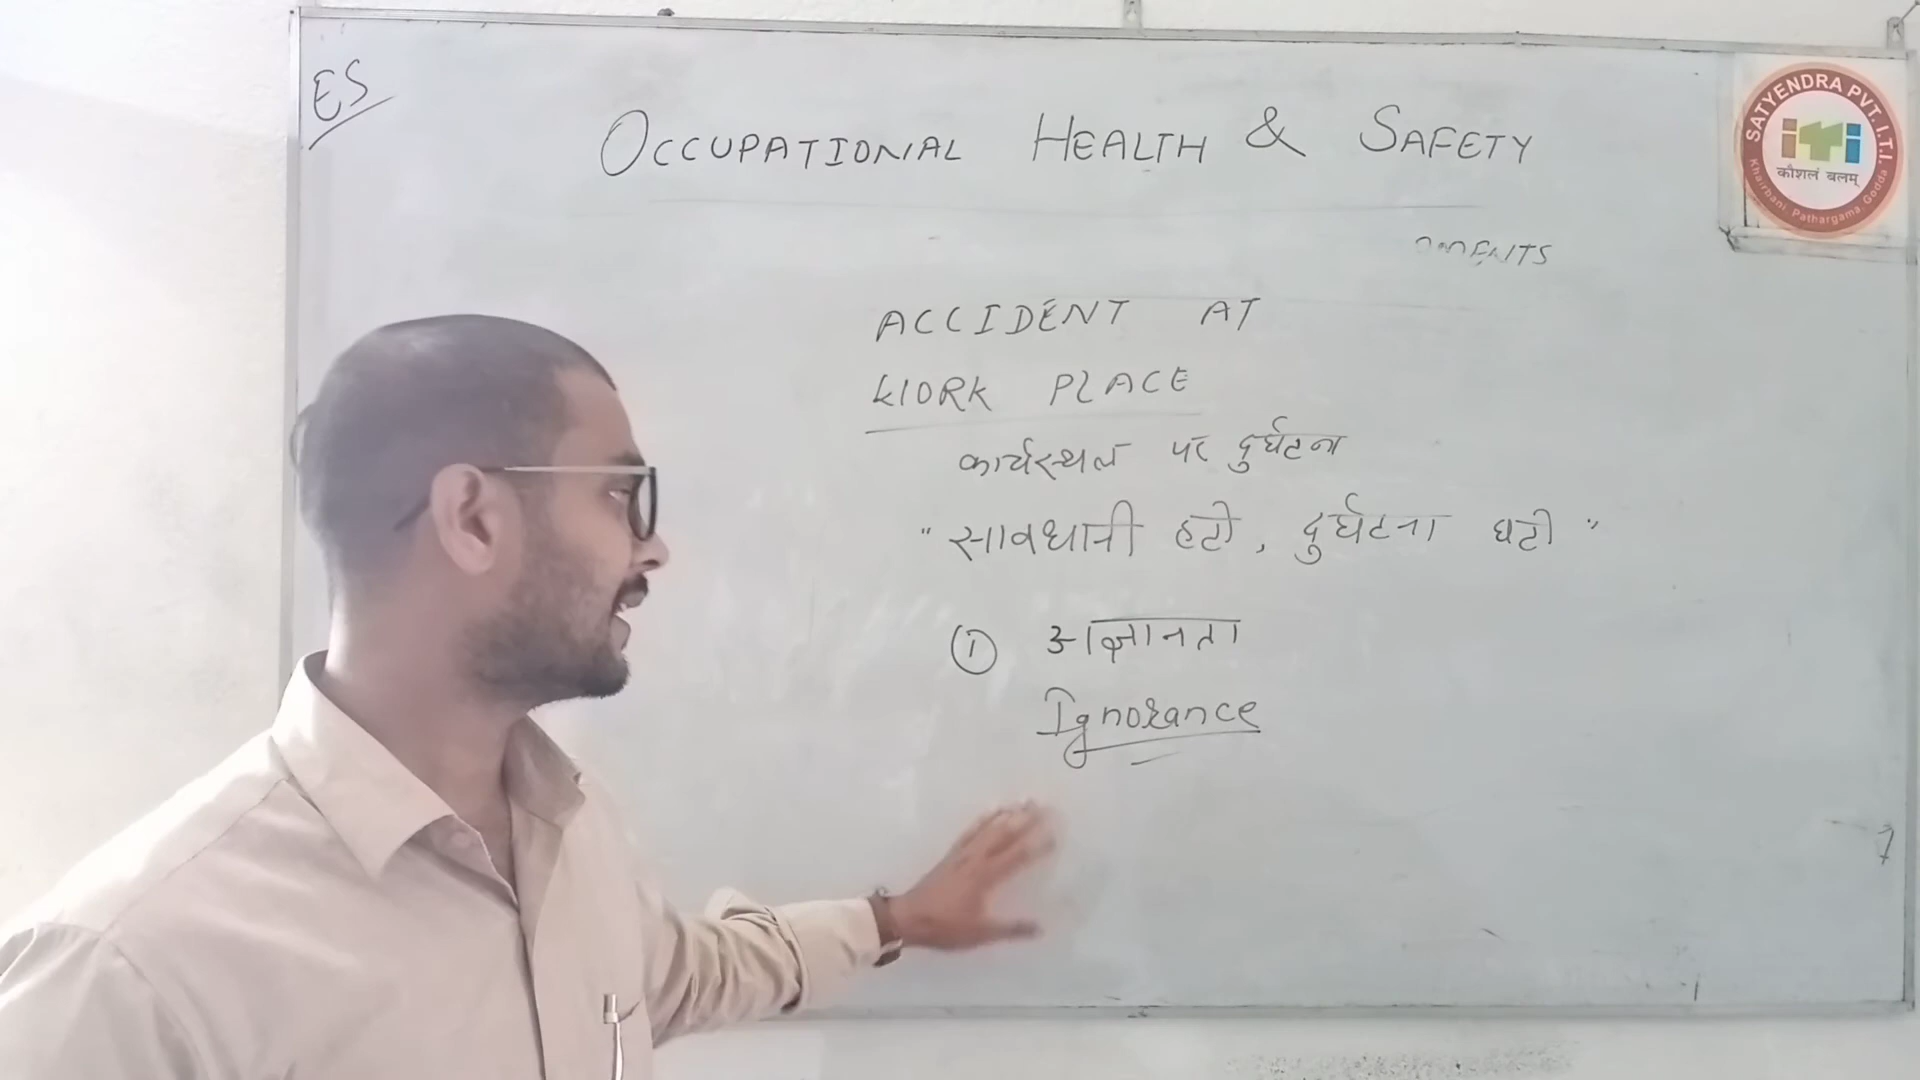 ES
OCCUPATIONAL HEALTH & SAFETY
SATYENDRA PVT. I.T.I.
iTi
कौशलं बलम्
Khairbani, Pathargama, Godda
ACCIDENT AT
WORK PLACE
कार्यस्थल पर दुर्घटना
"सावधानी हटी, दुर्घटना घटी"
① अज्ञानता
Ignorance